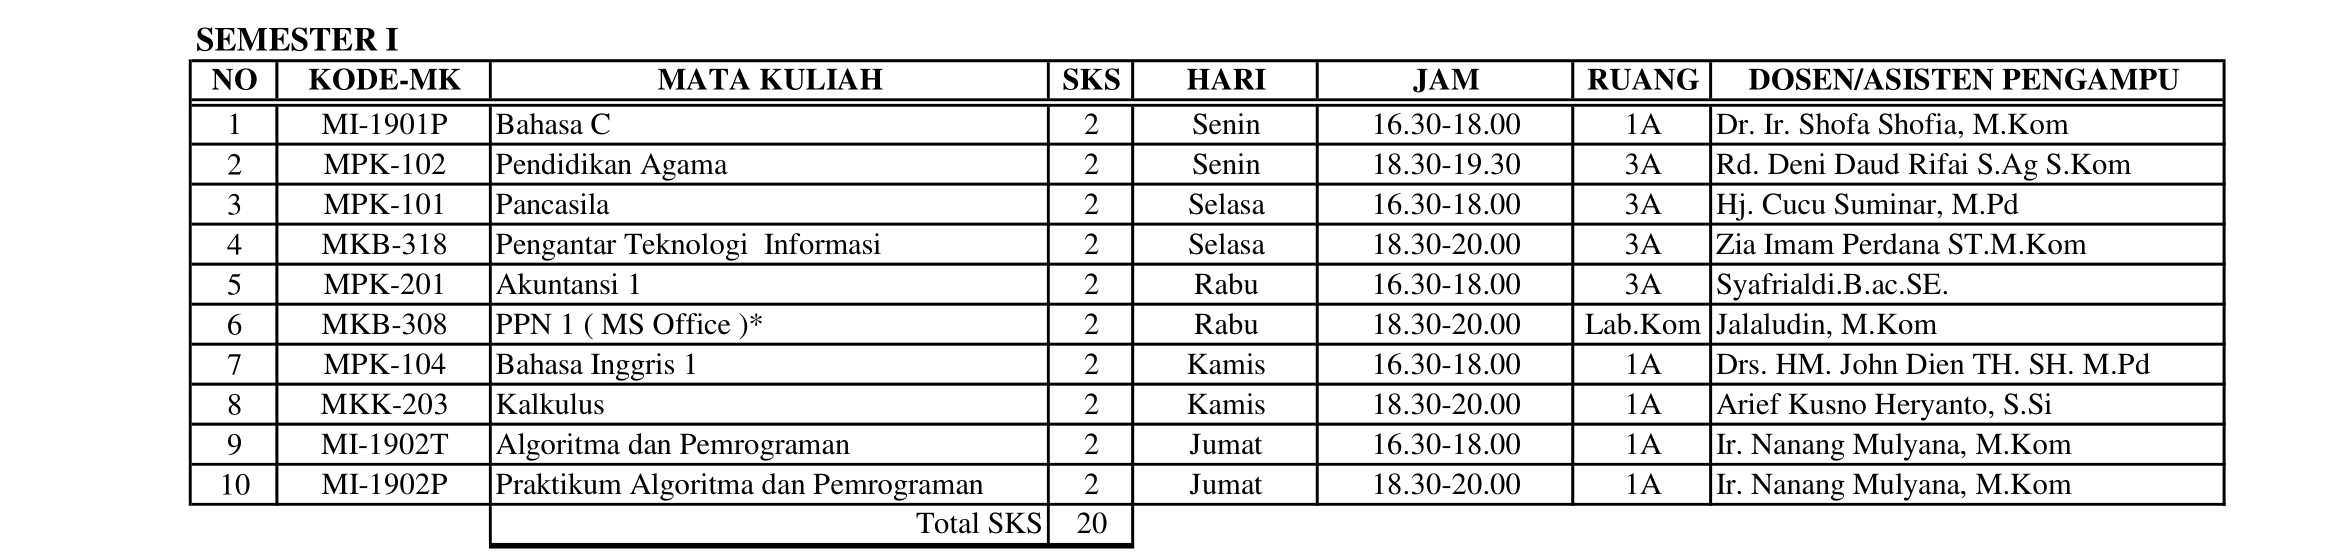 SEMESTER I
NO KODE-MK MATA KULIAH SKS HARI JAM RUANG DOSEN/ASISTEN PENGAMPU
1 MI-1901P Bahasa C 2 Senin 16.30-18.00 1A Dr. Ir. Shofa Shofia, M.Kom
2 MPK-102 Pendidikan Agama 2 Senin 18.30-19.30 3A Rd. Deni Daud Rifai S.Ag S.Kom
3 MPK-101 Pancasila 2 Selasa 16.30-18.00 3A Hj. Cucu Suminar, M.Pd
4 MKB-318 Pengantar Teknologi  Informasi 2 Selasa 18.30-20.00 3A Zia Imam Perdana ST.M.Kom
5 MPK-201 Akuntansi 1 2 Rabu 16.30-18.00 3A Syafrialdi.B.ac.SE.
6 MKB-308 PPN 1 ( MS Office )* 2 Rabu 18.30-20.00 Lab.Kom Jalaludin, M.Kom
7 MPK-104 Bahasa Inggris 1 2 Kamis 16.30-18.00 1A Drs. HM. John Dien TH. SH. M.Pd
8 MKK-203 Kalkulus 2 Kamis 18.30-20.00 1A Arief Kusno Heryanto, S.Si
9 MI-1902T Algoritma dan Pemrograman 2 Jumat 16.30-18.00 1A Ir. Nanang Mulyana, M.Kom
10 MI-1902P Praktikum Algoritma dan Pemrograman 2 Jumat 18.30-20.00 1A Ir. Nanang Mulyana, M.Kom
Total SKS 20